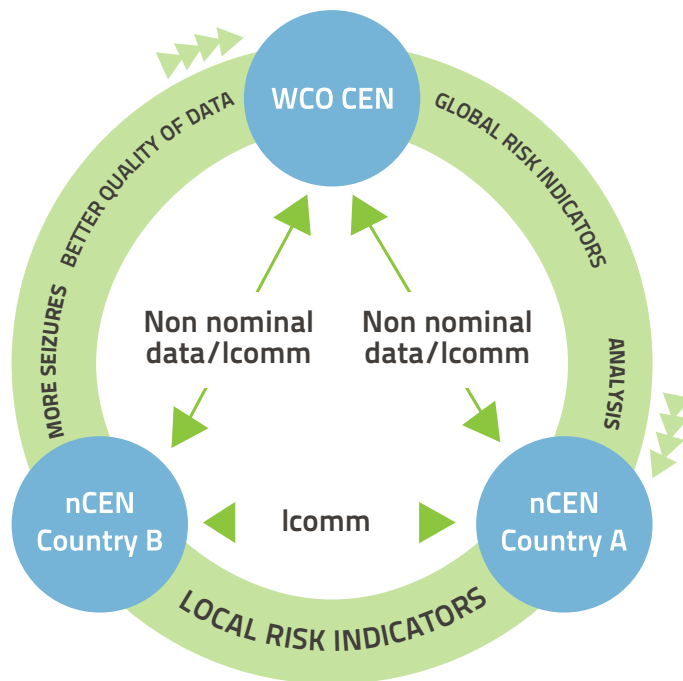 WCO CEN
BETTER QUALITY OF DATA
GLOBAL RISK INDICATORS
Non nominal
data/Icomm
Non nominal
data/Icomm
MORE SEIZURES
ANALYSIS
nCEN
Country B
Icomm
nCEN
Country A
LOCAL RISK INDICATORS